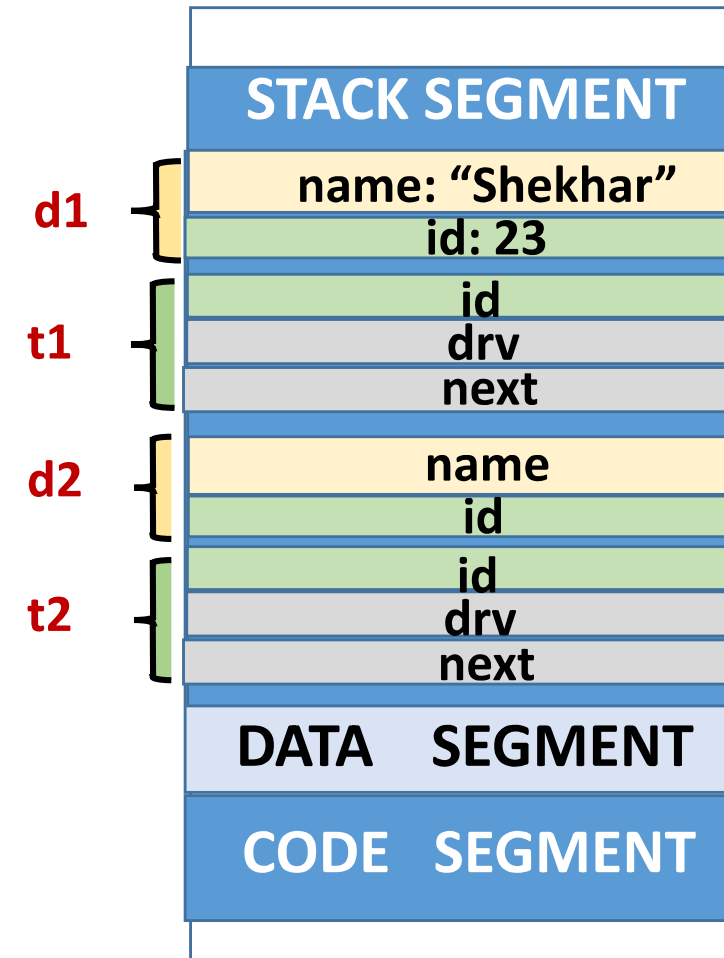 STACK SEGMENT
d1
name: “Shekhar”
id: 23
t1
id
drv
next
d2
name
id
t2
id
drv
next
DATA SEGMENT
CODE SEGMENT